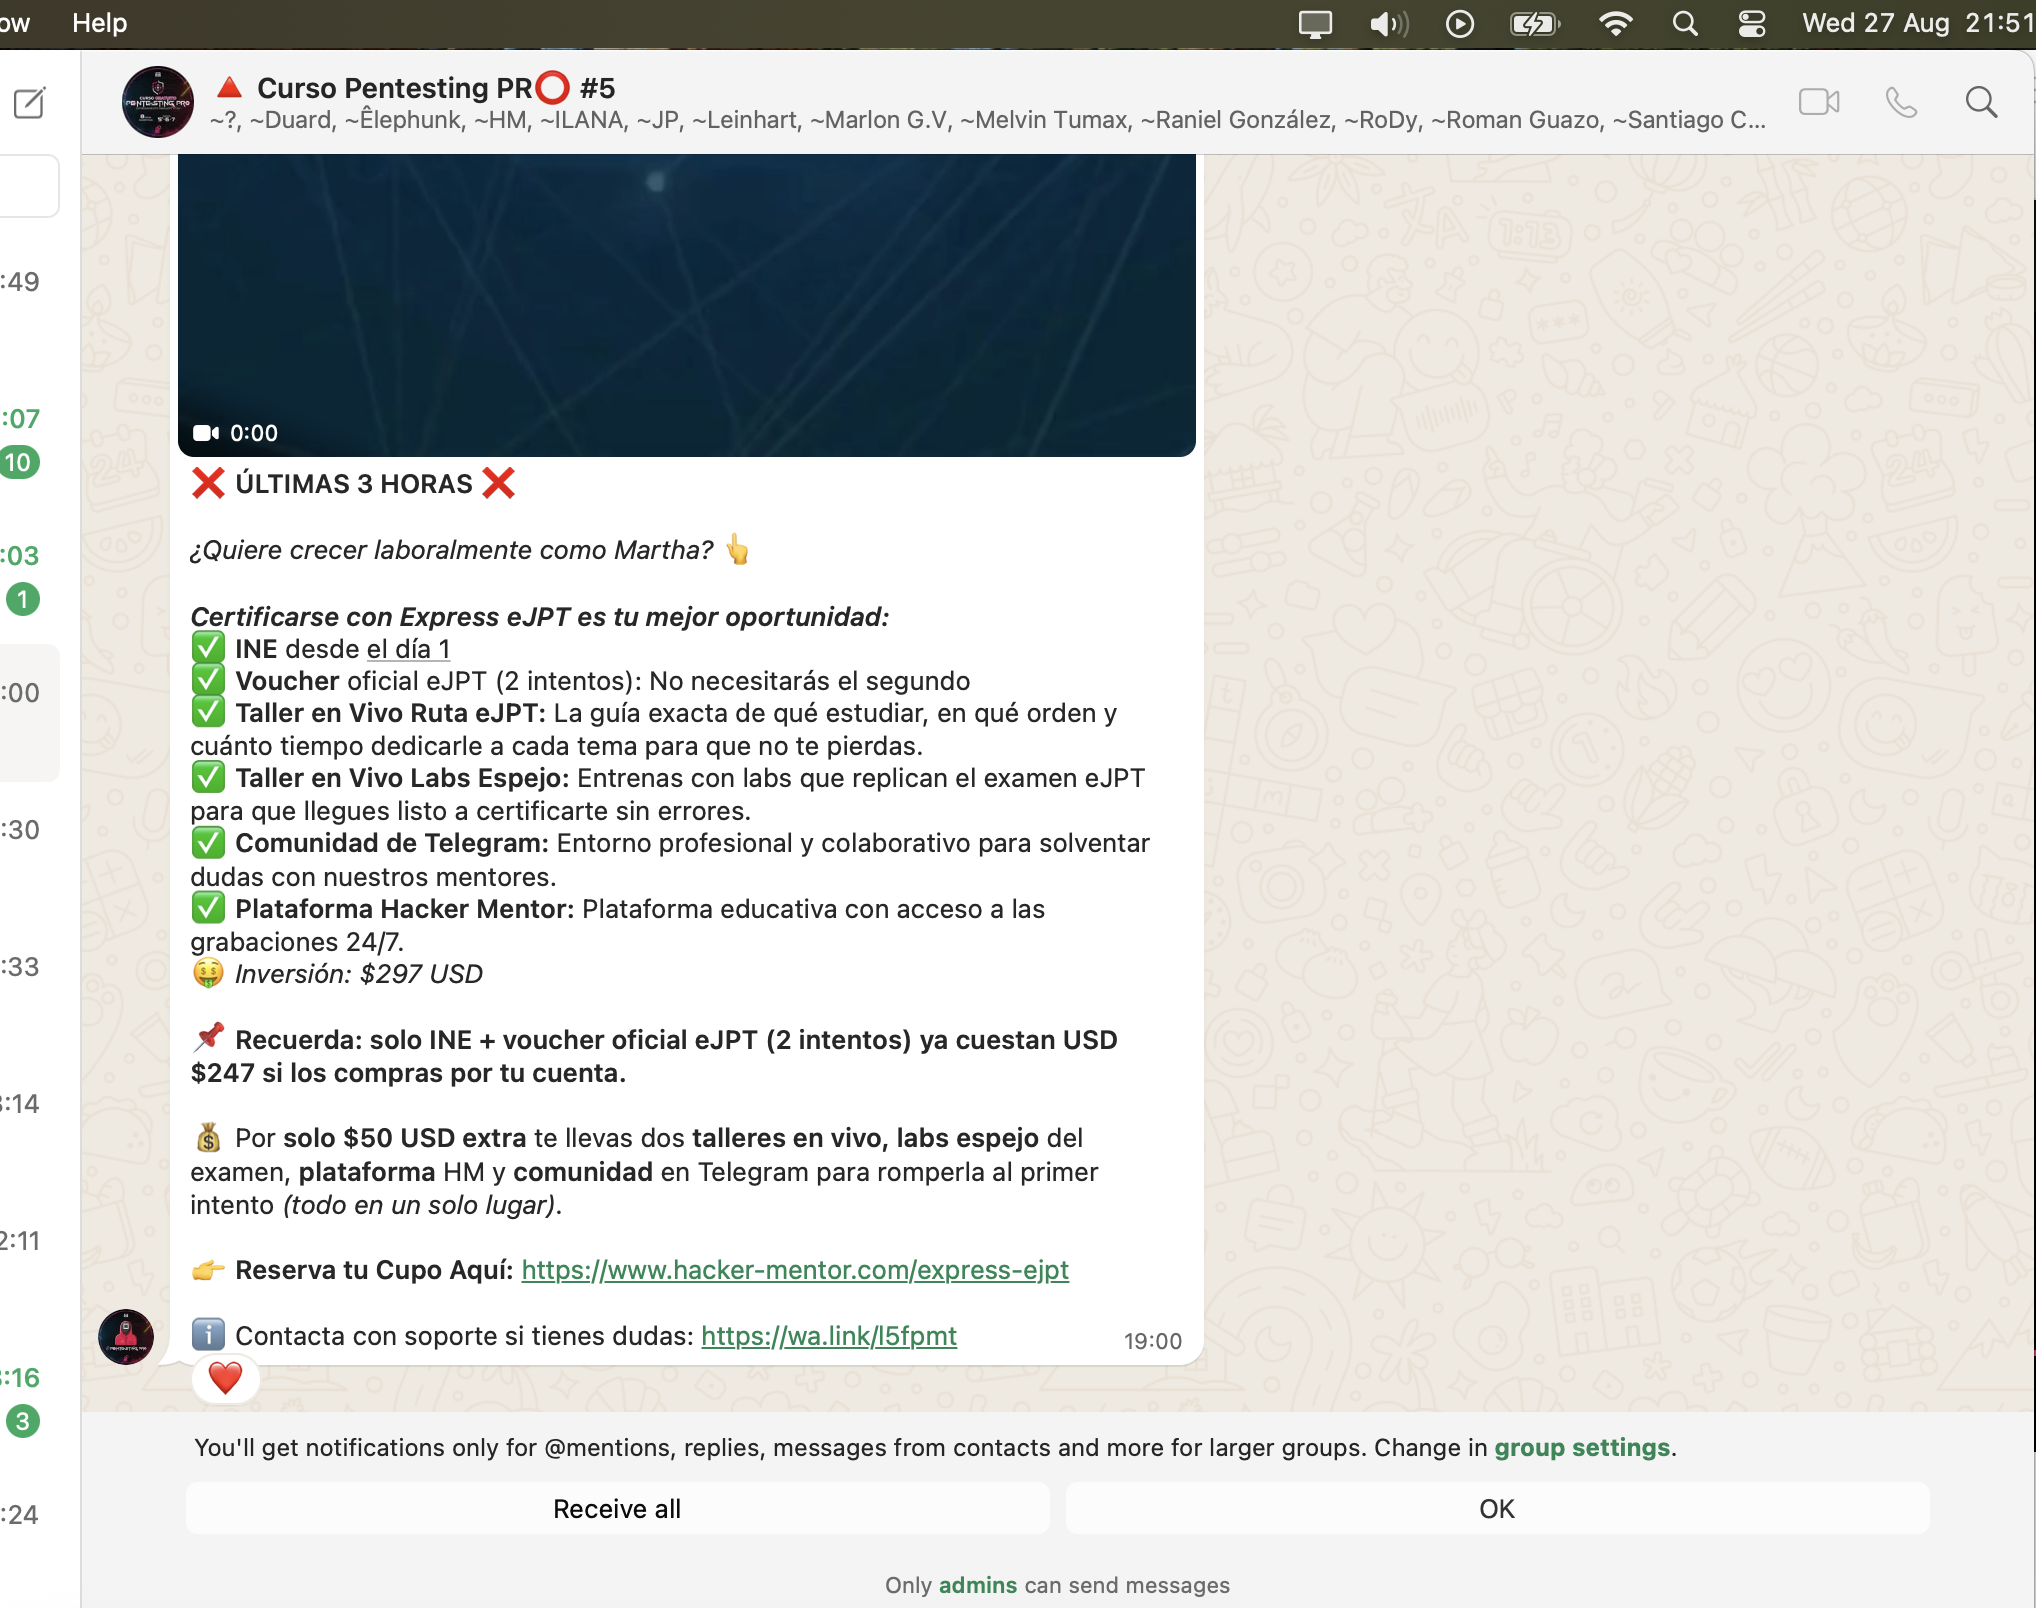 ow Help Wed 27 Aug 21:51
🔺 Curso Pentesting PR⭕ #5
~?, ~Duard, ~Êlephunk, ~HM, ~ILANA, ~JP, ~Leinhart, ~Marlon G.V, ~Melvin Tumax, ~Raniel González, ~RoDy, ~Roman Guazo, ~Santiago C...
:49
:07
10
:03
1
:00
:30
:33
:14
2:11
:16
3
:24
0:00
❌ ÚLTIMAS 3 HORAS ❌
¿Quiere crecer laboralmente como Martha? 👆
Certificarse con Express eJPT es tu mejor oportunidad:
✅ INE desde el día 1
✅ Voucher oficial eJPT (2 intentos): No necesitarás el segundo
✅ Taller en Vivo Ruta eJPT: La guía exacta de qué estudiar, en qué orden y
cuánto tiempo dedicarle a cada tema para que no te pierdas.
✅ Taller en Vivo Labs Espejo: Entrenas con labs que replican el examen eJPT
para que llegues listo a certificarte sin errores.
✅ Comunidad de Telegram: Entorno profesional y colaborativo para solventar
dudas con nuestros mentores.
✅ Plataforma Hacker Mentor: Plataforma educativa con acceso a las
grabaciones 24/7.
🤑 Inversión: $297 USD
📌 Recuerda: solo INE + voucher oficial eJPT (2 intentos) ya cuestan USD
$247 si los compras por tu cuenta.
💰 Por solo $50 USD extra te llevas dos talleres en vivo, labs espejo del
examen, plataforma HM y comunidad en Telegram para romperla al primer
intento (todo en un solo lugar).
👉 Reserva tu Cupo Aquí: https://www.hacker-mentor.com/express-ejpt
ℹ️ Contacta con soporte si tienes dudas: https://wa.link/l5fpmt
19:00
❤️
You'll get notifications only for @mentions, replies, messages from contacts and more for larger groups. Change in group settings.
Receive all
OK
Only admins can send messages